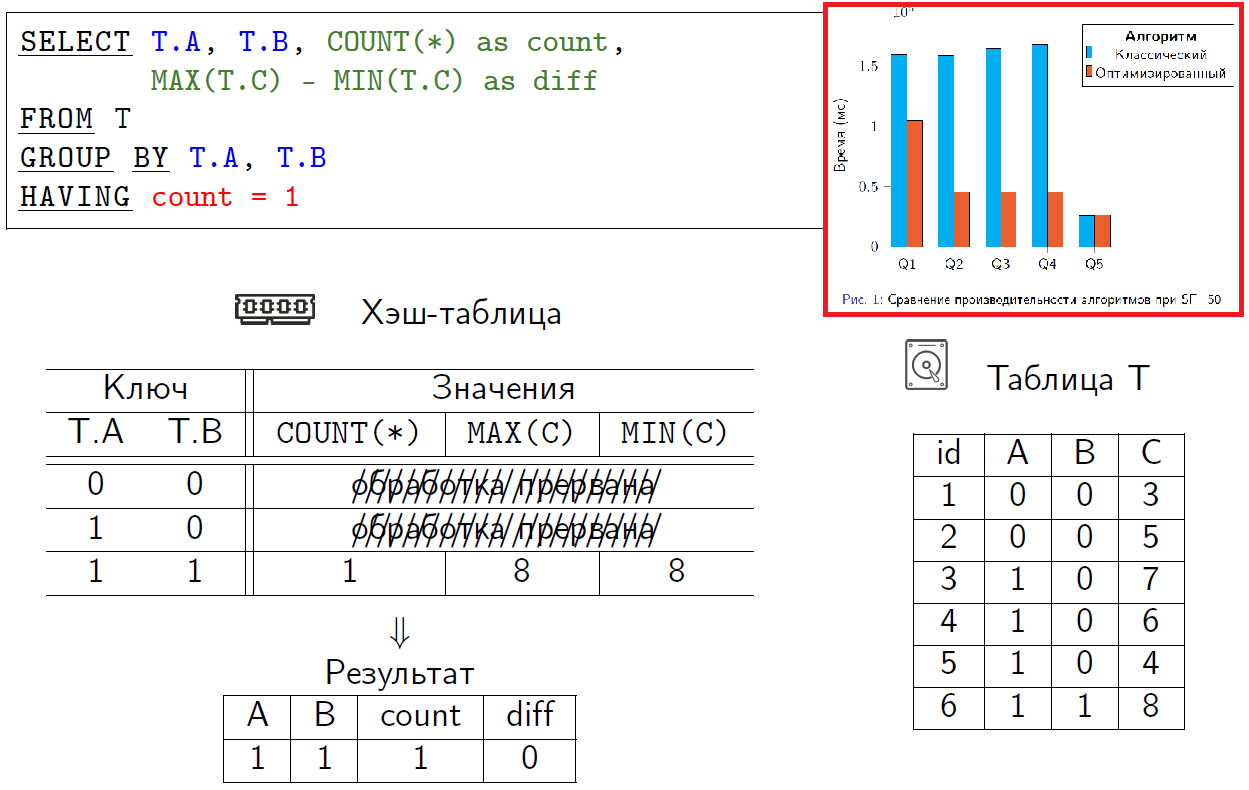 SELECT T.A, T.B, COUNT(*) as count,
MAX(T.C) - MIN(T.C) as diff
FROM T
GROUP BY T.A, T.B
HAVING count = 1
Алгоритм
Классический
Оптимизированный
Время (мс)
1.5
1
0.5
0
Q1 Q2 Q3 Q4 Q5
Рис. 1: Сравнение производительности алгоритмов при SF 50
Хэш-таблица
Ключ Значения
T.A T.B COUNT(*) MAX(C) MIN(C)
0 0 обработка прервана
1 0 обработка прервана
1 1 1 8 8
⇓
Результат
A B count diff
1 1 1 0
Таблица T
id A B C
1 0 0 3
2 0 0 5
3 1 0 7
4 1 0 6
5 1 0 4
6 1 1 8